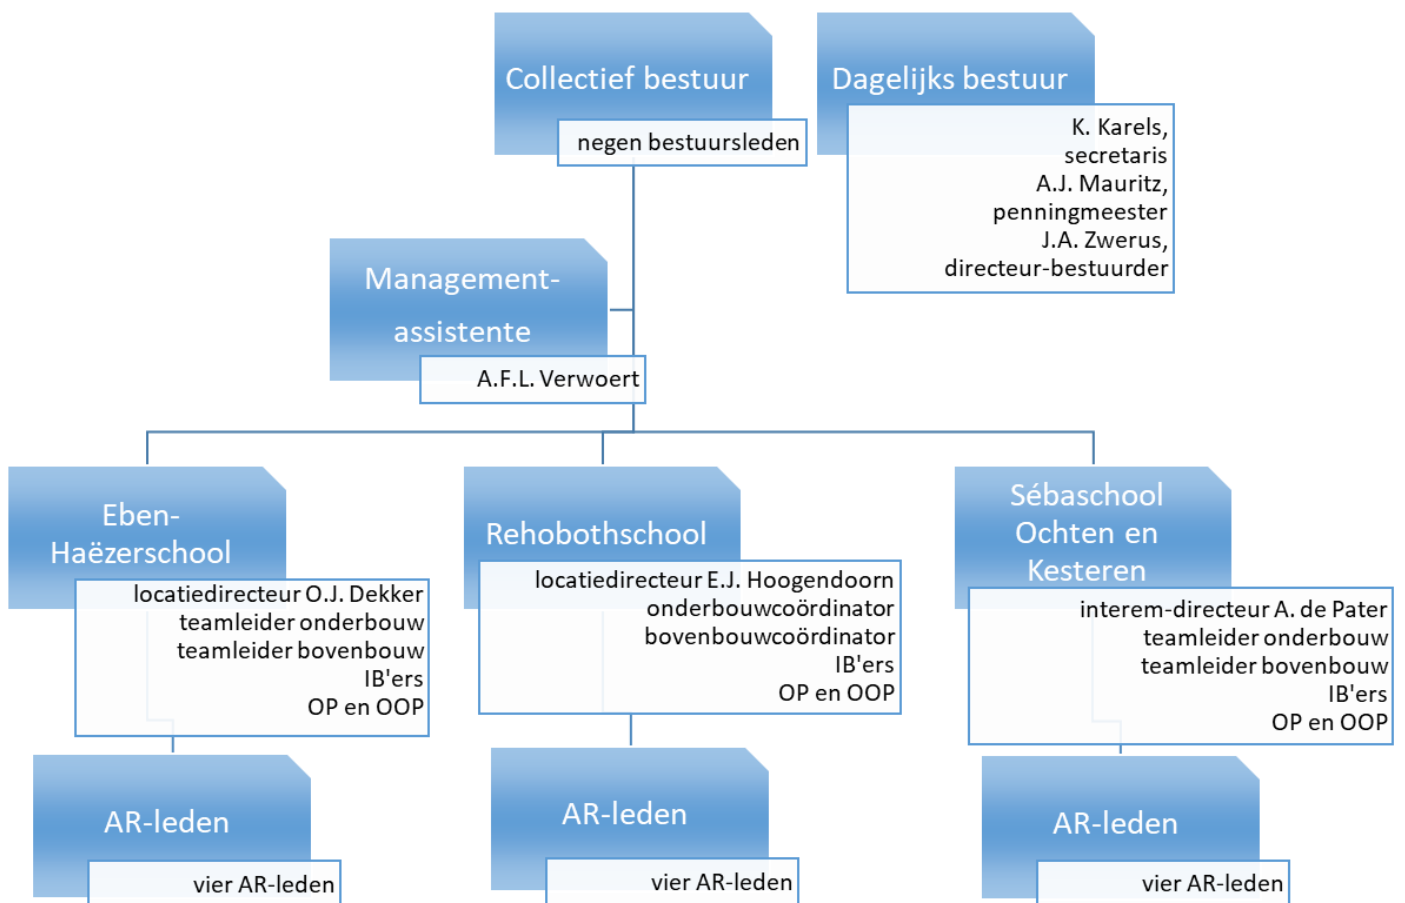 Collectief bestuur
negen bestuursleden
Dagelijks bestuur
K. Karels,
secretaris
A.J. Mauritz,
penningmeester
J.A. Zwerus,
directeur-bestuurder
Management-
assistente
A.F.L. Verwoert
Eben-
Haëzerschool
locatiedirecteur O.J. Dekker
teamleider onderbouw
teamleider bovenbouw
IB'ers
OP en OOP
Rehobothschool
locatiedirecteur E.J. Hoogendoorn
onderbouwcoördinator
bovenbouwcoördinator
IB'ers
OP en OOP
Sébaschool
Ochten en
Kesteren
interem-directeur A. de Pater
teamleider onderbouw
teamleider bovenbouw
IB'ers
OP en OOP
AR-leden
vier AR-leden
AR-leden
vier AR-leden
AR-leden
vier AR-leden